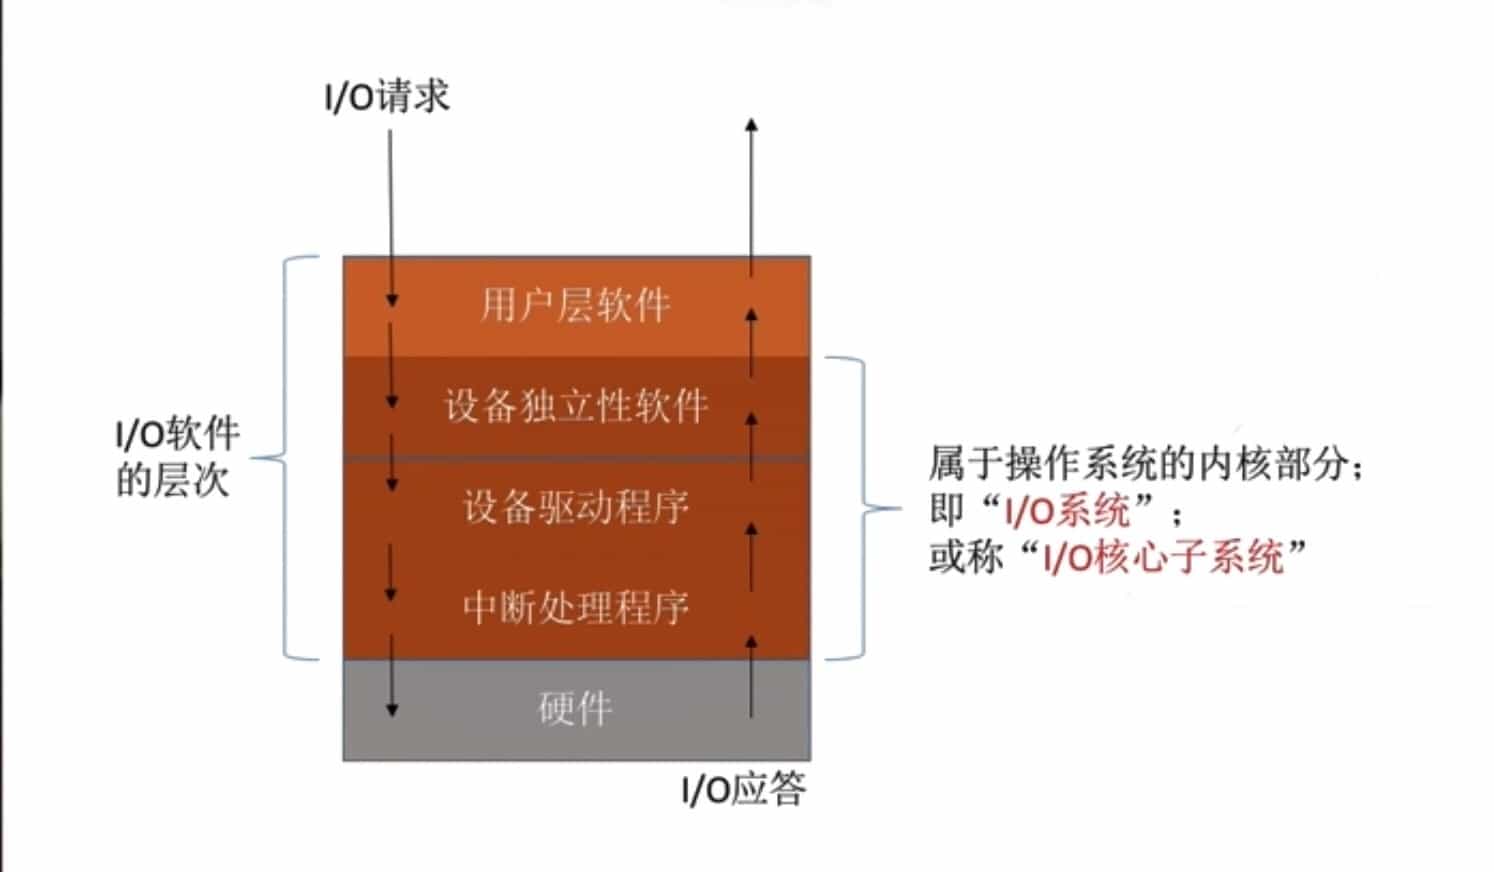 I/O请求
用户层软件
设备独立性软件
I/O软件
的层次
设备驱动程序
属于操作系统的内核部分；
即“I/O系统”；
或称“I/O核心子系统”
中断处理程序
硬件
I/O应答